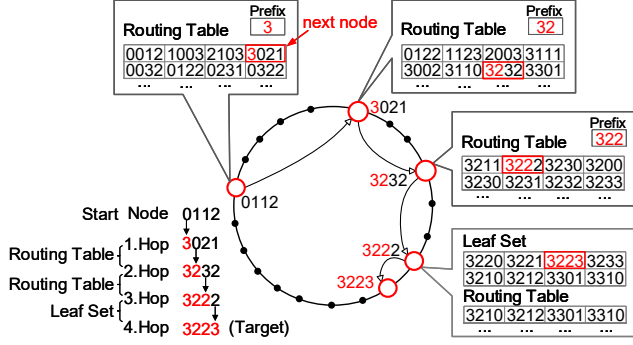 Prefix
Routing Table 3
next node
0012 1003 2103 3021
0032 0122 0231 0322
... ... ... ...
Prefix
Routing Table 32
0122 1123 2003 3111
3002 3110 3232 3301
... ... ... ...
Prefix
Routing Table 322
3211 3222 3230 3200
3230 3231 3232 3233
... ... ... ...
Leaf Set
3220 3221 3223 3233
3210 3212 3301 3310
Routing Table
3210 3212 3301 3310
... ... ... ...
3021
3232
0112
3222
3223
Start Node 0112
1.Hop 3021
Routing Table
2.Hop 3232
Routing Table
3.Hop 3222
Leaf Set
4.Hop 3223 (Target)